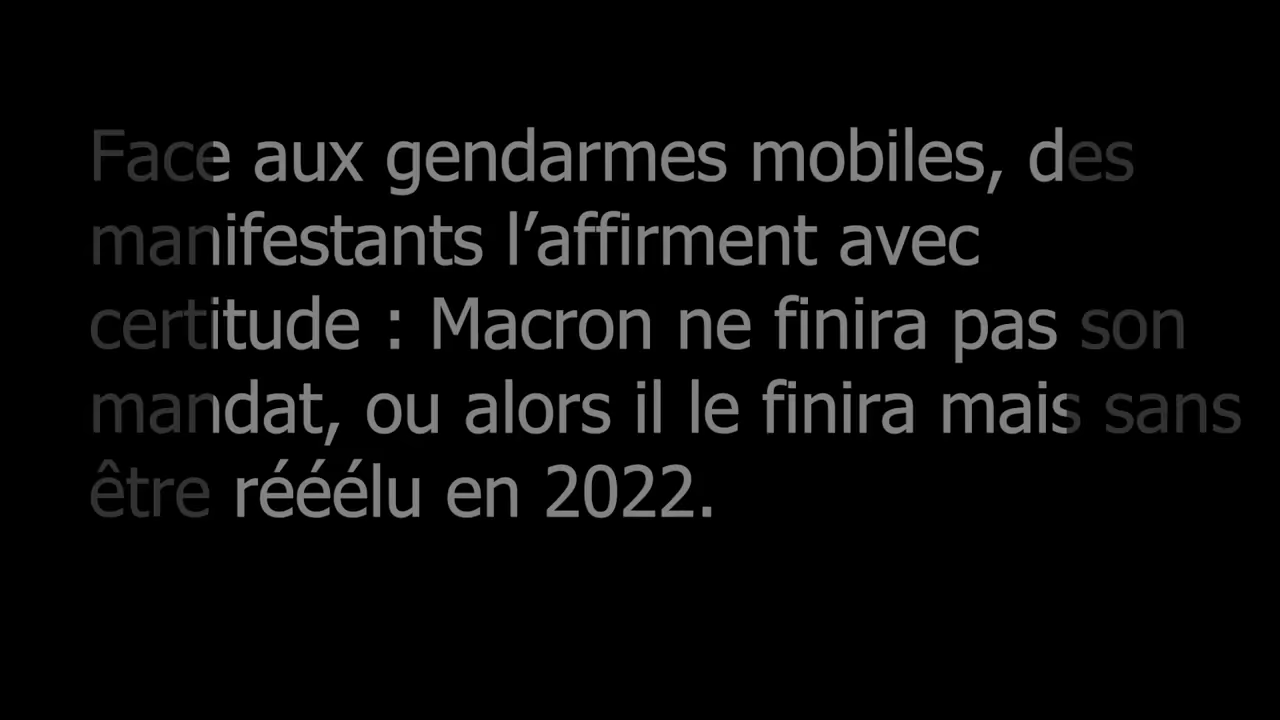 Face aux gendarmes mobiles, des
manifestants l’affirment avec
certitude : Macron ne finira pas son
mandat, ou alors il le finira mais sans
être rééélu en 2022.